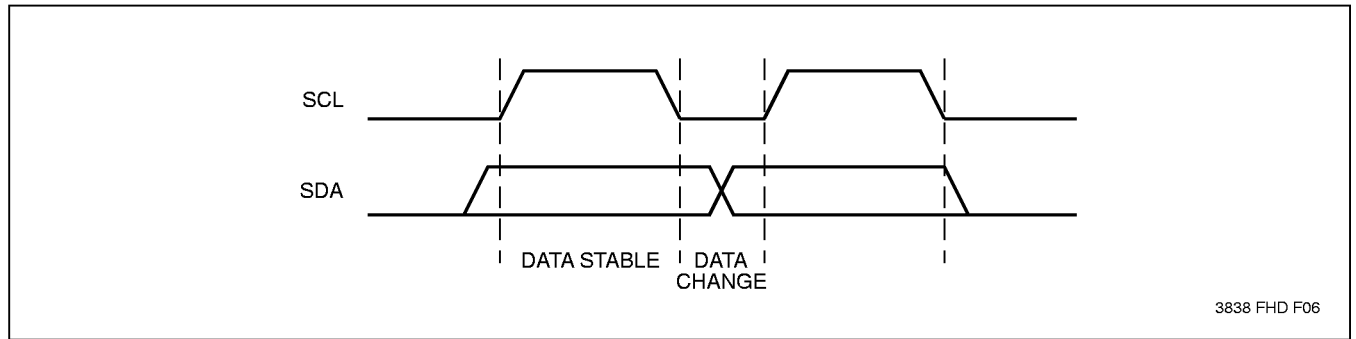 SCL
SDA
DATA STABLE
DATA
CHANGE
3838 FHD F06